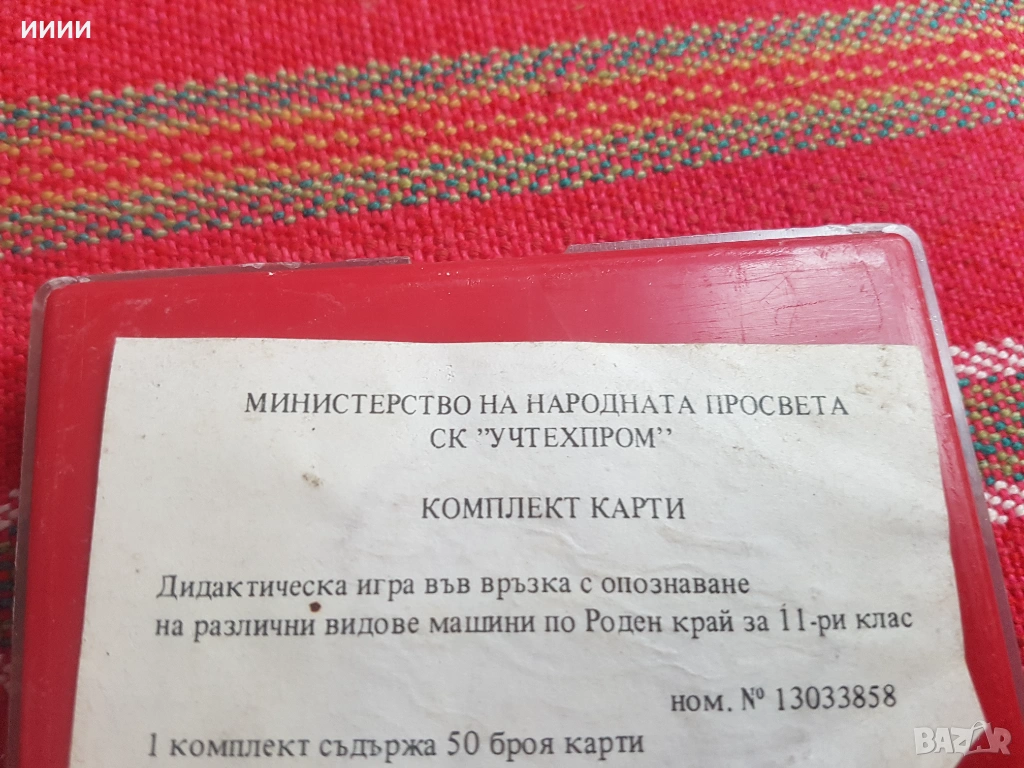 ииии
МИНИСТЕРСТВО НА НАРОДНАТА ПРОСВЕТА
СК ”УЧТЕХПРОМ”
КОМПЛЕКТ КАРТИ
Дидактическа игра във връзка с опознаване
на различни видове машини по Роден край за 11-ри клас
ном. № 13033858
1 комплект съдържа 50 броя карти
BAZAR